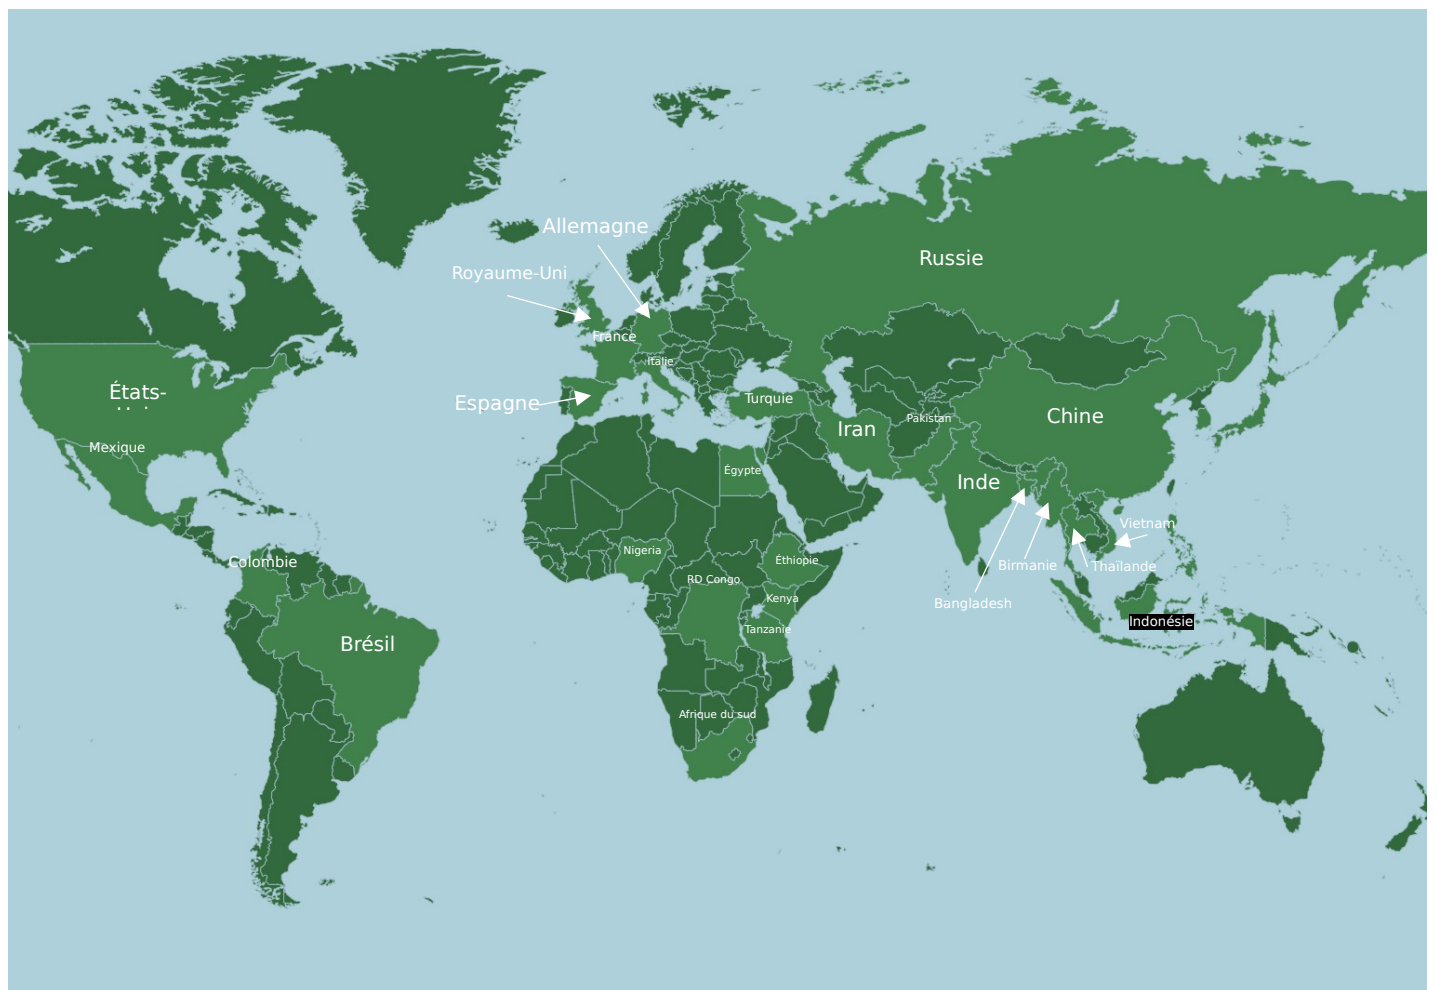 Allemagne
Royaume-Uni
Russie
France
Italie
États-
Espagne
Turquie
Pakistan
Chine
Iran
Mexique
Égypte
Inde
Vietnam
Nigeria
Éthiopie
Colombie
Birmanie
Thaïlande
RD Congo
Kenya
Bangladesh
Indonésie
Tanzanie
Brésil
Afrique du sud